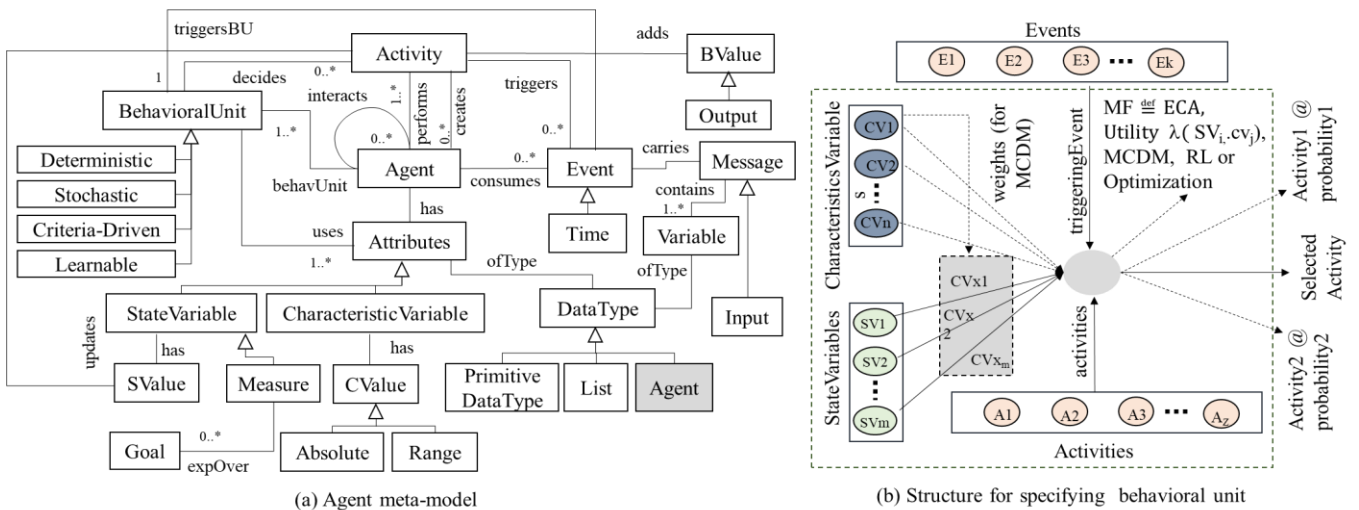 triggersBU
Activity
adds
BValue
1
decides
0..*
interacts
1..*
performs
creates
triggers
Output
BehavioralUnit
1..*
0..*
0..*
0..*
0..*
carries
Message
Deterministic
Stochastic
Criteria-Driven
Learnable
behavUnit
Agent
consumes
Event
contains
1..*
has
Time
Variable
uses
1..*
Attributes
ofType
ofType
StateVariable
CharacteristicVariable
DataType
Input
updates
has
has
SValue
Measure
CValue
Primitive
DataType
List
Agent
0..*
Goal
expOver
Absolute
Range
(a) Agent meta-model
Events
E1 E2 E3 Ek
CharacteristicsVariable
s
CV1
CV2
CVn
weights (for
MCDM)
triggeringEvent
MF ≝ ECA,
Utility λ( SVi.cvj),
MCDM, RL or
Optimization
Activity1 @
probability1
Selected
Activity
Activity2 @
probability2
CVx1
CVx
2
CVxm
StateVariables
SV1
SV2
SVm
activities
A1 A2 A3 Az
Activities
(b) Structure for specifying behavioral unit